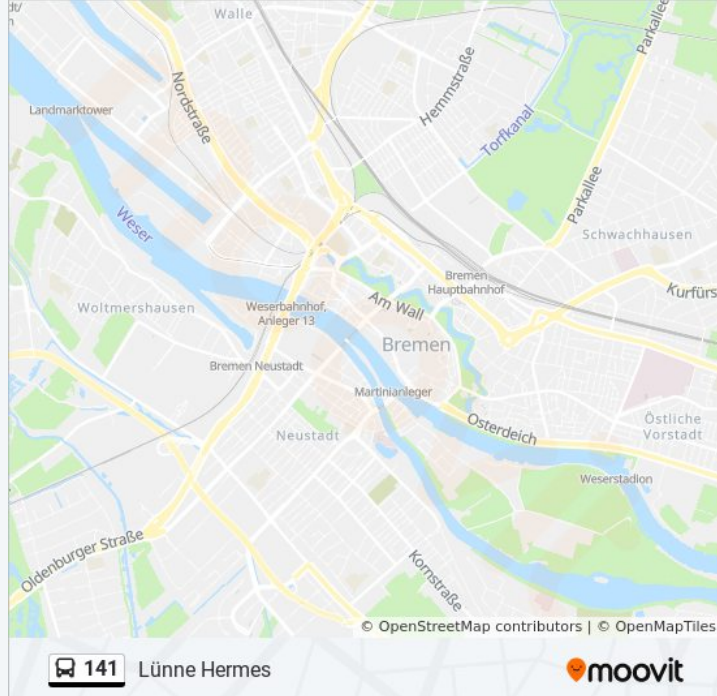 dt/
Walle
Parkallee
Hemmstraße
Nordstraße
Landmarktower
Torfkanal
Parkallee
Weser
Schwachhausen
Bremen
Hauptbahnhof
Kurfürs
Woltmershausen
Weserbahnhof,
Anleger 13
Am Wall
Bremen
Bremen Neustadt
Martinianleger
Osterdeich
Östliche
Vorstadt
Neustadt
Weserstadion
Oldenburger Straße
Kornstraße
© OpenStreetMap contributors | © OpenMapTiles
141 Lünne Hermes
moovit